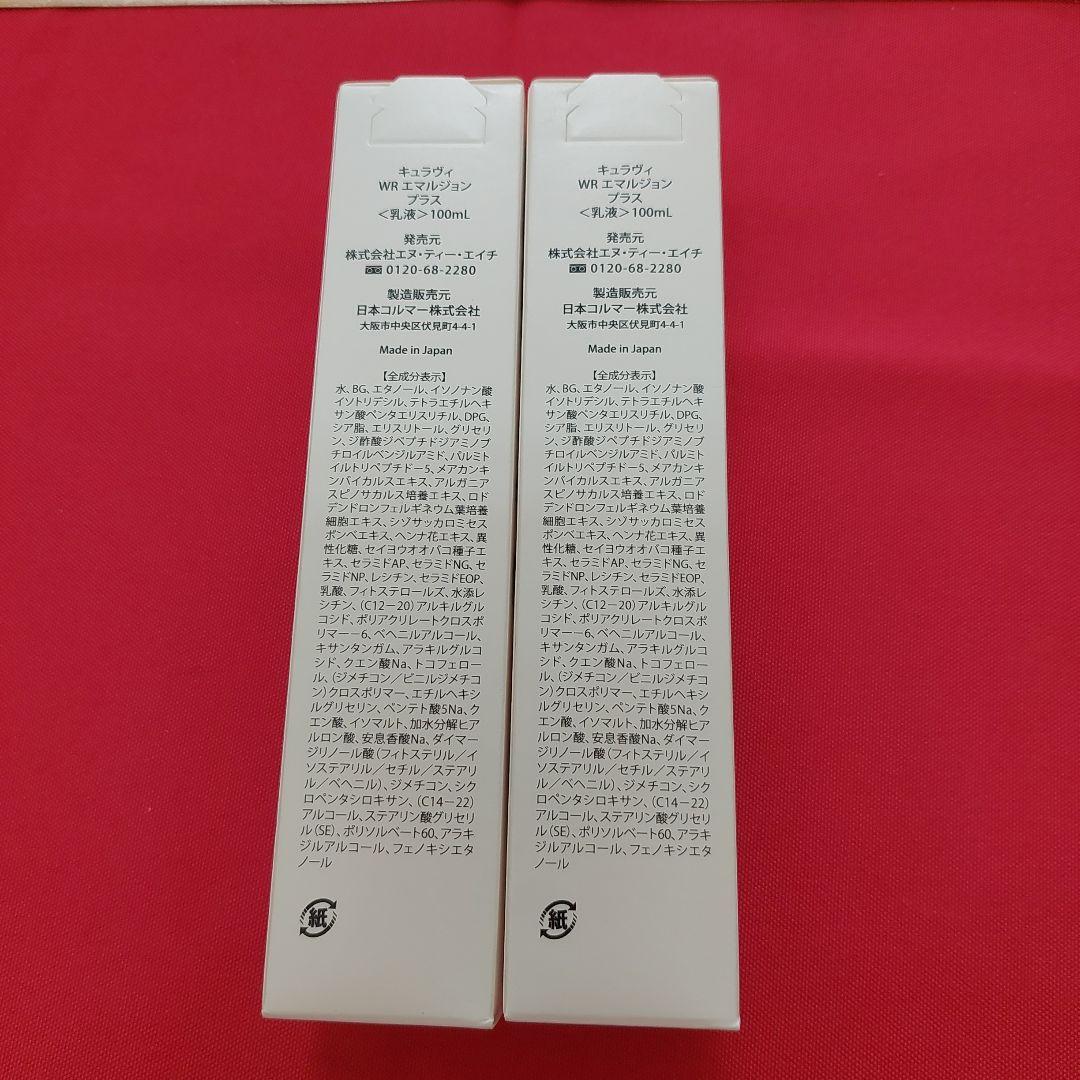 キュラヴィ
WR エマルジョン
プラス
＜乳液＞100mL
発売元
株式会社エヌ・ティー・エイチ
0120-68-2280
製造販売元
日本コルマー株式会社
大阪市中央区伏見町4-4-1
Made in Japan
【全成分表示】
水、BG、エタノール、イソノナン酸
イソトリデシル、テトラエチルヘキ
サン酸ペンタエリスリチル、DPG、
シア脂、エリスリトール、グリセリ
ン、ジ酢酸ジペプチドジアミノブ
チロイルベンジルアミド、パルミト
イルトリペプチドー5、メアカンキ
ンバイカルスエキス、アルガニア
スピノサカルス培養エキス、ロド
デンドロンフェルギネウム葉培養
細胞エキス、シゾサッカロミセス
ポンベエキス、ヘンナ花エキス、異
性化糖、セイヨウオオバコ種子エ
キス、セラミドAP、セラミドNG、セ
ラミドNP、レシチン、セラミドEOP、
乳酸、フィトステロールズ、水添レ
シチン、（C12－20）アルキルグル
コシド、ポリアクリレートクロスポ
リマー－6、ベヘニルアルコール、
キサンタンガム、アラキルグルコ
シド、クエン酸Na、トコフェロー
ル、（ジメチコン／ビニルジメチコ
ン）クロスポリマー、エチルヘキシ
ルグリセリン、ペンテト酸5Na、ク
エン酸、イソマルト、加水分解ヒア
ルロン酸、安息香酸Na、ダイマー
ジリノール酸（フィトステリル／イ
ソステアリル／セチル／ステアリ
ル／ベヘニル）、ジメチコン、シク
ロペンタシロキサン、（C14－22）
アルコール、ステアリン酸グリセリ
ル（SE）、ポリソルベート60、アラキ
ジルアルコール、フェノキシエタ
ノール
紙
キュラヴィ
WR エマルジョン
プラス
＜乳液＞100mL
発売元
株式会社エヌ・ティー・エイチ
0120-68-2280
製造販売元
日本コルマー株式会社
大阪市中央区伏見町4-4-1
Made in Japan
【全成分表示】
水、BG、エタノール、イソノナン酸
イソトリデシル、テトラエチルヘキ
サン酸ペンタエリスリチル、DPG、
シア脂、エリスリトール、グリセリ
ン、ジ酢酸ジペプチドジアミノブ
チロイルベンジルアミド、パルミト
イルトリペプチドー5、メアカンキ
ンバイカルスエキス、アルガニア
スピノサカルス培養エキス、ロド
デンドロンフェルギネウム葉培養
細胞エキス、シゾサッカロミセス
ポンベエキス、ヘンナ花エキス、異
性化糖、セイヨウオオバコ種子エ
キス、セラミドAP、セラミドNG、セ
ラミドNP、レシチン、セラミドEOP、
乳酸、フィトステロールズ、水添レ
シチン、（C12－20）アルキルグル
コシド、ポリアクリレートクロスポ
リマー－6、ベヘニルアルコール、
キサンタンガム、アラキルグルコ
シド、クエン酸Na、トコフェロー
ル、（ジメチコン／ビニルジメチコ
ン）クロスポリマー、エチルヘキシ
ルグリセリン、ペンテト酸5Na、ク
エン酸、イソマルト、加水分解ヒア
ルロン酸、安息香酸Na、ダイマー
ジリノール酸（フィトステリル／イ
ソステアリル／セチル／ステアリ
ル／ベヘニル）、ジメチコン、シク
ロペンタシロキサン、（C14－22）
アルコール、ステアリン酸グリセリ
ル（SE）、ポリソルベート60、アラキ
ジルアルコール、フェノキシエタ
ノール
紙